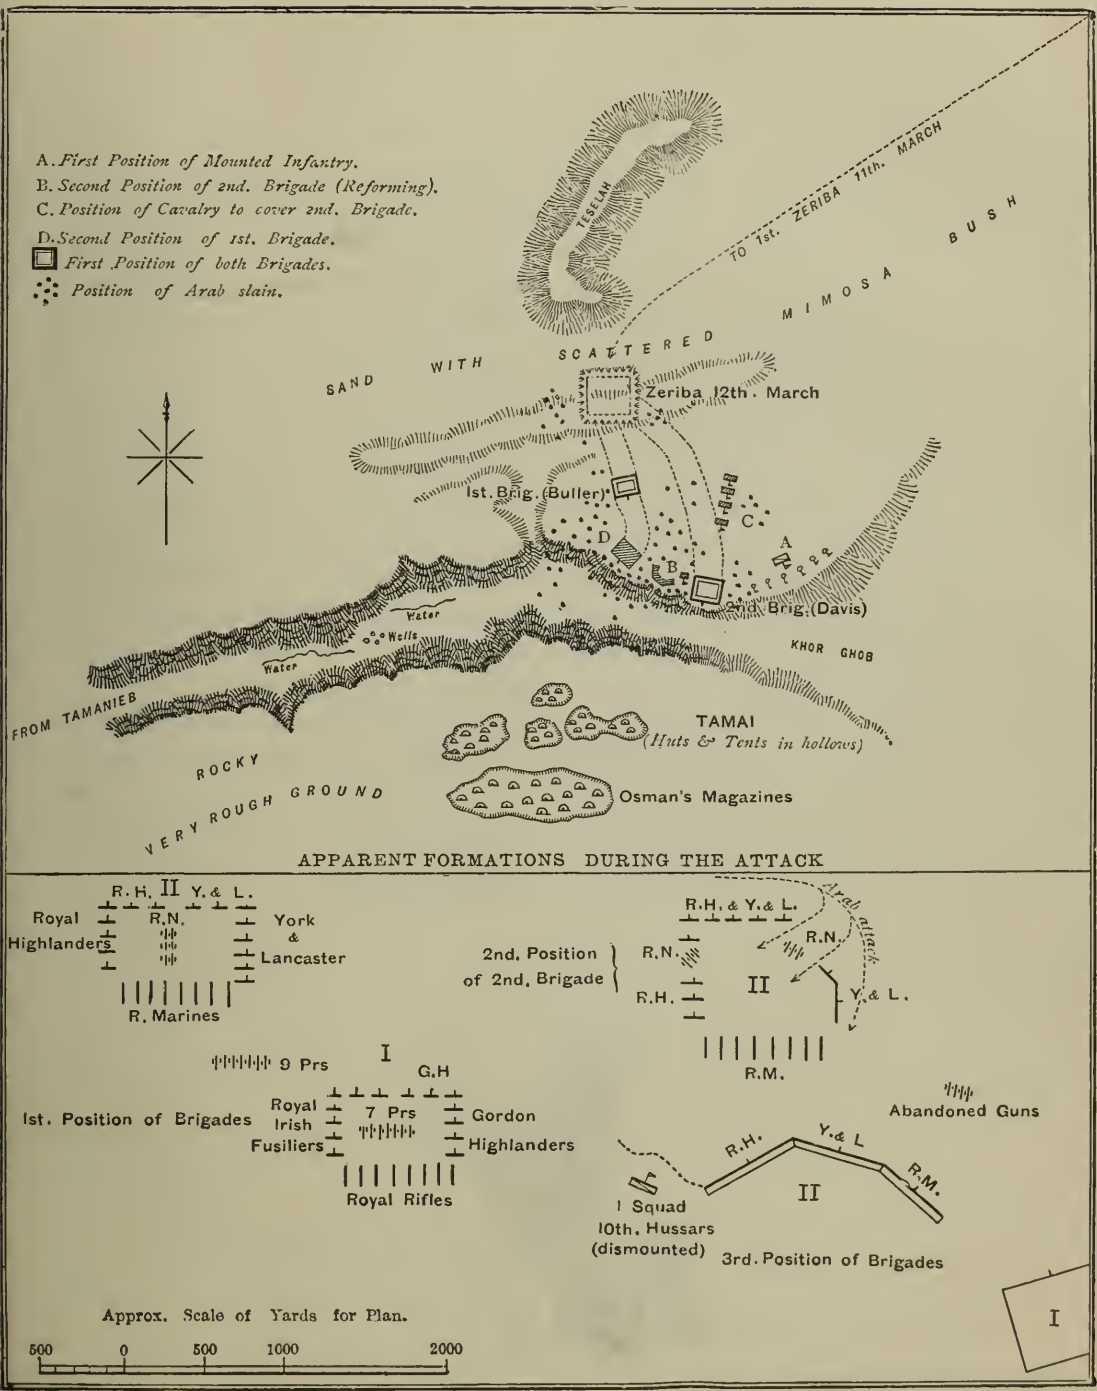 A. First Position of Mounted Infantry.
B. Second Position of 2nd. Brigade (Reforming).
C. Position of Cavalry to cover 2nd. Brigade.
D. Second Position of 1st. Brigade.
First Position of both Brigades.
Position of Arab slain.
TESELAH
TO 1st. ZERIBA 11th. MARCH
SAND WITH SCATTERED MIMOSA BUSH
Zeriba 12th. March
1st. Brig. (Buller)
C
D
A
B
2nd. Brig. (Davis)
Water
Wells
Water
KHOR GHOB
FROM TAMANIEB
TAMAI
(Huts & Tents in hollows)
ROCKY
VERY ROUGH GROUND
Osman's Magazines
APPARENT FORMATIONS DURING THE ATTACK
R.H. II Y. & L.
Royal Highlanders
R.N.
York & Lancaster
R. Marines
R.H. & Y. & L.
Arab attack
2nd. Position of 2nd. Brigade
R.N.
R.N.
R.H.
II
Y. & L.
R.M.
I
9 Prs
G.H
1st. Position of Brigades
Royal Irish Fusiliers
7 Prs
Gordon Highlanders
Royal Rifles
Abandoned Guns
R.H.
Y. & L
R.M.
II
1 Squad
10th. Hussars
(dismounted)
3rd. Position of Brigades
I
Approx. Scale of Yards for Plan.
500 0 500 1000 2000